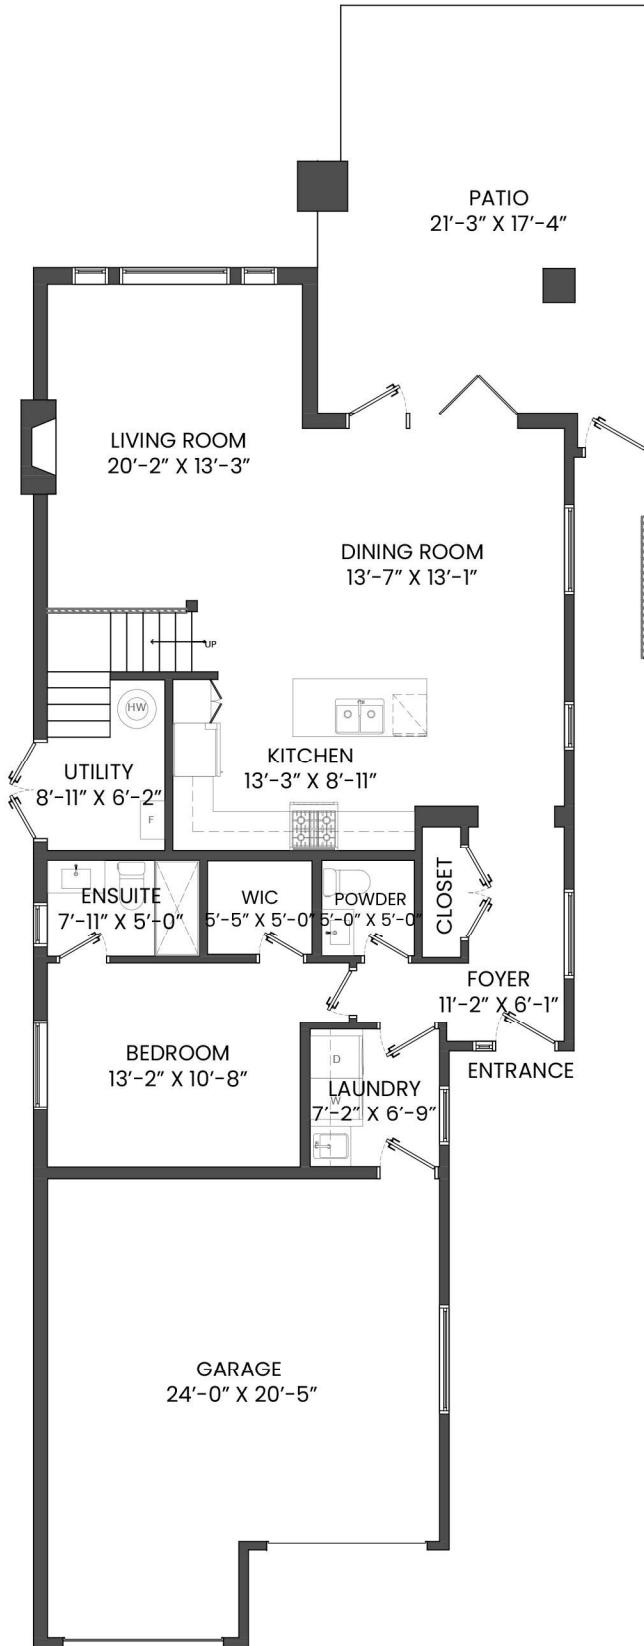 PATIO
21'-3" X 17'-4"
LIVING ROOM
20'-2" X 13'-3"
DINING ROOM
13'-7" X 13'-1"
UP
HW
UTILITY
8'-11" X 6'-2"
F
KITCHEN
13'-3" X 8'-11"
ENSUITE
7'-11" X 5'-0"
WIC
5'-5" X 5'-0"
POWDER
5'-0" X 5'-0"
CLOSET
FOYER
11'-2" X 6'-1"
ENTRANCE
BEDROOM
13'-2" X 10'-8"
D
LAUNDRY
W
7'-2" X 6'-9"
GARAGE
24'-0" X 20'-5"